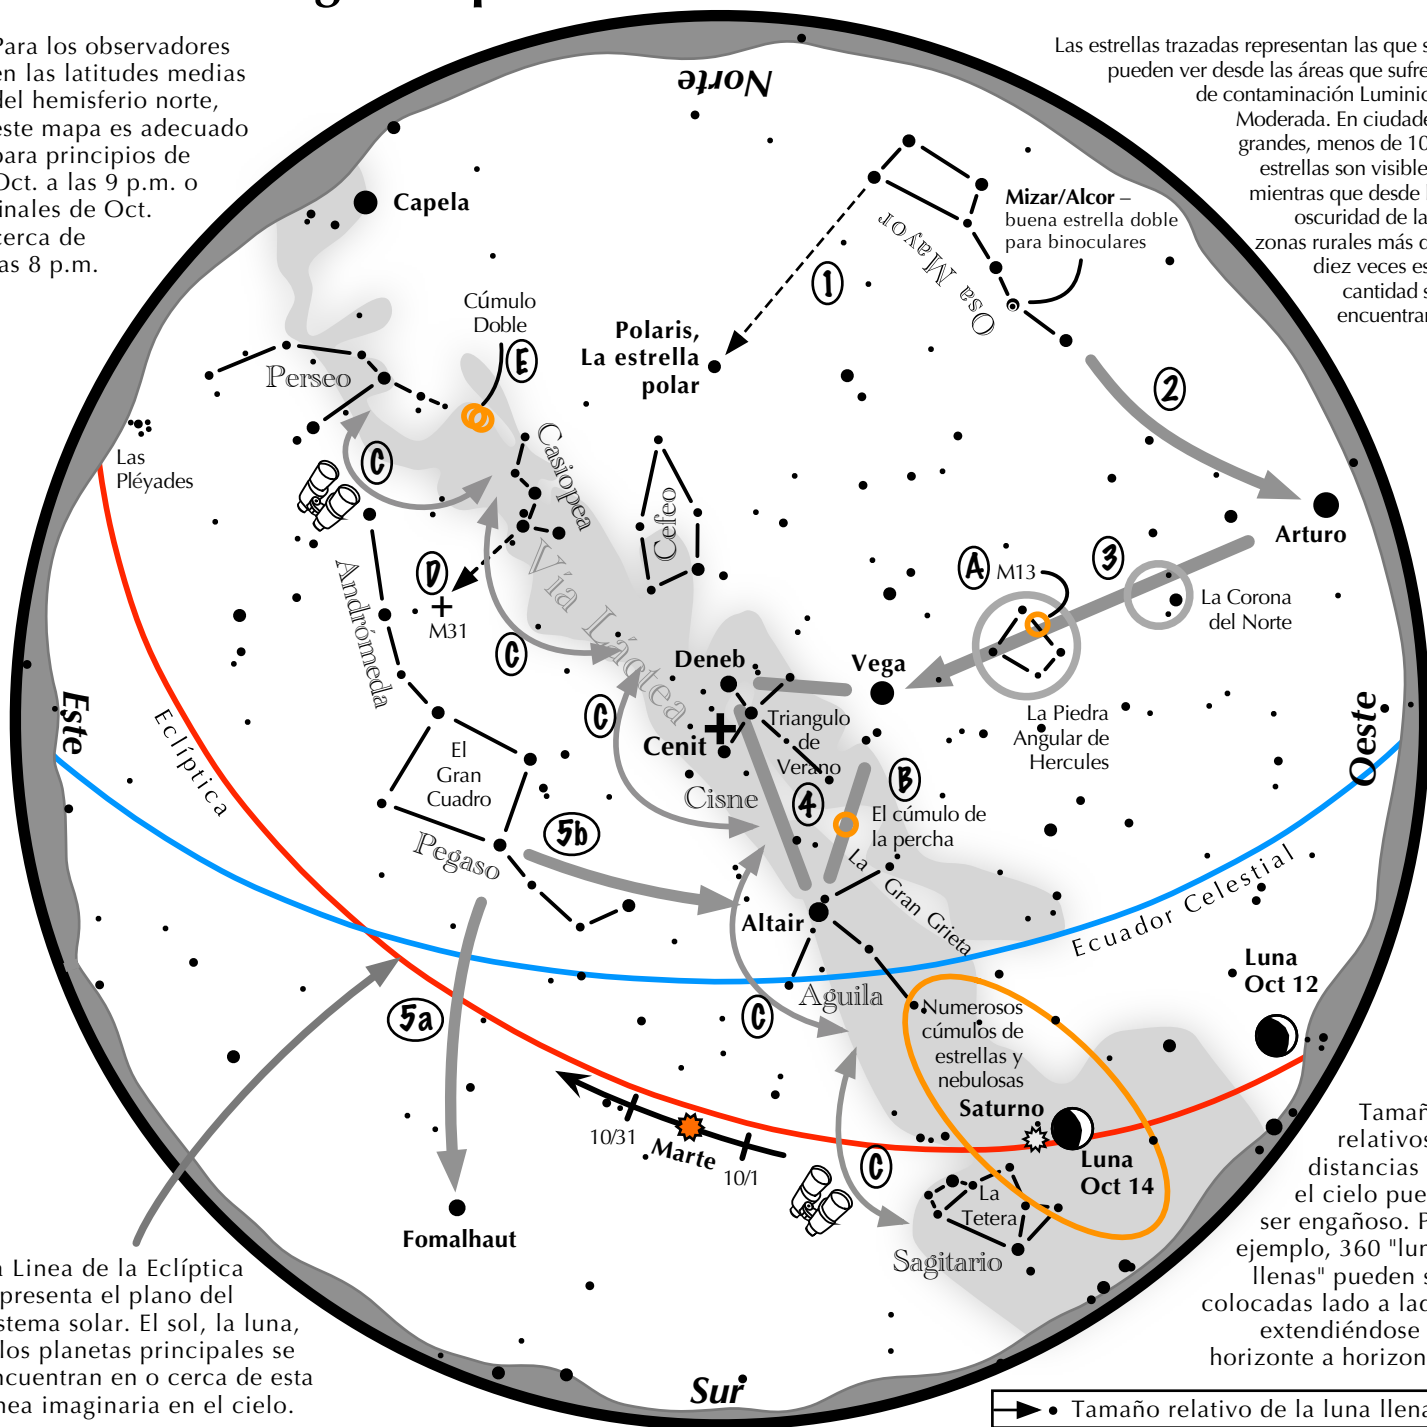 Para los observadores
en las latitudes medias
del hemisferio norte,
este mapa es adecuado
para principios de
Oct. a las 9 p.m. o
finales de Oct.
cerca de
las 8 p.m.
Las estrellas trazadas representan las que s
pueden ver desde las áreas que sufre
de contaminación Luminic
Moderada. En ciudade
grandes, menos de 10
estrellas son visible
mientras que desde l
oscuridad de la
zonas rurales más d
diez veces es
cantidad s
encuentran
Norte
Capela
Mizar/Alcor –
buena estrella doble
para binoculares
Osa Mayor
1
Cúmulo
Doble
E
Polaris,
La estrella
polar
2
Perseo
Las
Pléyades
C
Casiopea
Cefeo
Arturo
A
M13
3
La Corona
del Norte
D
M31
Andrómeda
Vía Láctea
C
Deneb
Vega
Este
Eclíptica
C
Cenit
Triangulo
de
Verano
La Piedra
Angular de
Hercules
Oeste
El
Gran
Cuadro
Cisne
4
B
El cúmulo de
la percha
Pegaso
5b
La Gran Grieta
Altair
Ecuador Celestial
Luna
Oct 12
5a
C
Aguila
Numerosos
cúmulos de
estrellas y
nebulosas
Saturno
10/31
Marte
10/1
C
Luna
Oct 14
La
Tetera
Sagitario
Fomalhaut
a Linea de la Eclíptica
presenta el plano del
stema solar. El sol, la luna,
los planetas principales se
ncuentran en o cerca de esta
nea imaginaria en el cielo.
Tamañ
relativos
distancias
el cielo pue
ser engañoso. P
ejemplo, 360 "lun
llenas" pueden s
colocadas lado a lad
extendiéndose
horizonte a horizon
Sur
Tamaño relativo de la luna llena